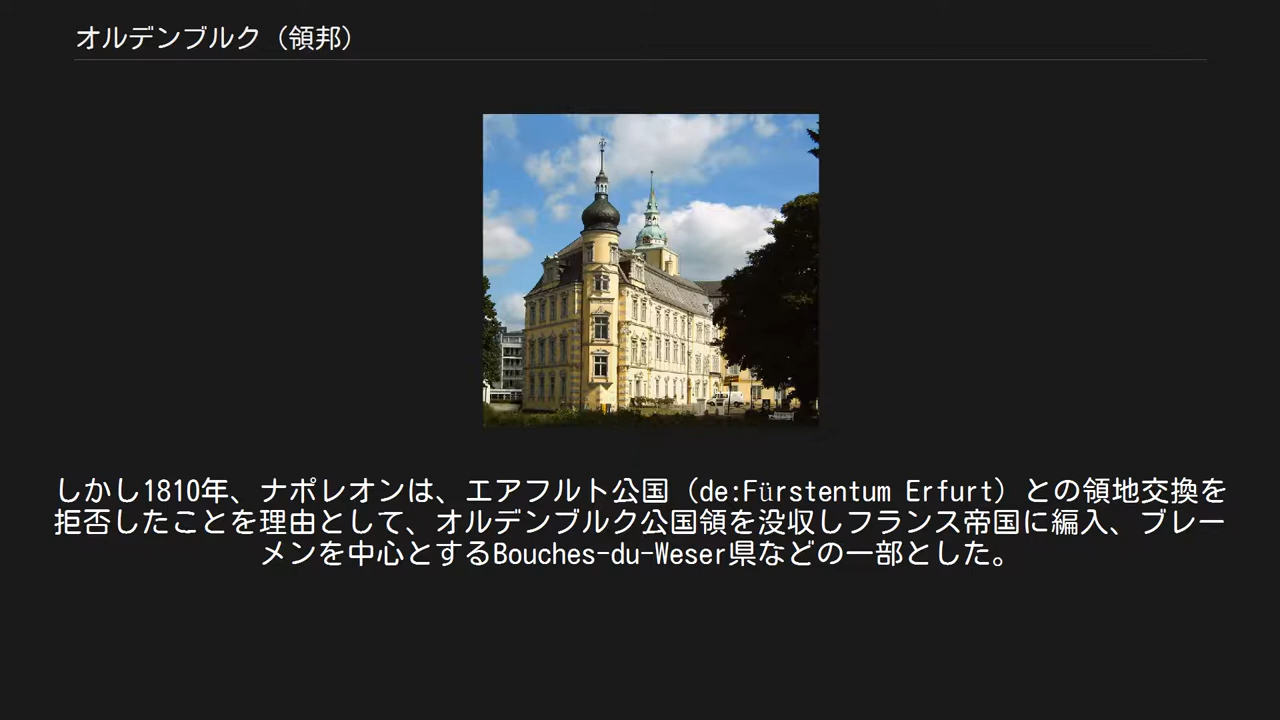 オルデンブルク（領邦）
しかし1810年、ナポレオンは、エアフルト公国（de:Fürstentum Erfurt）との領地交換を
拒否したことを理由として、オルデンブルク公国領を没収しフランス帝国に編入、ブレー
メンを中心とするBouches-du-Weser県などの一部とした。